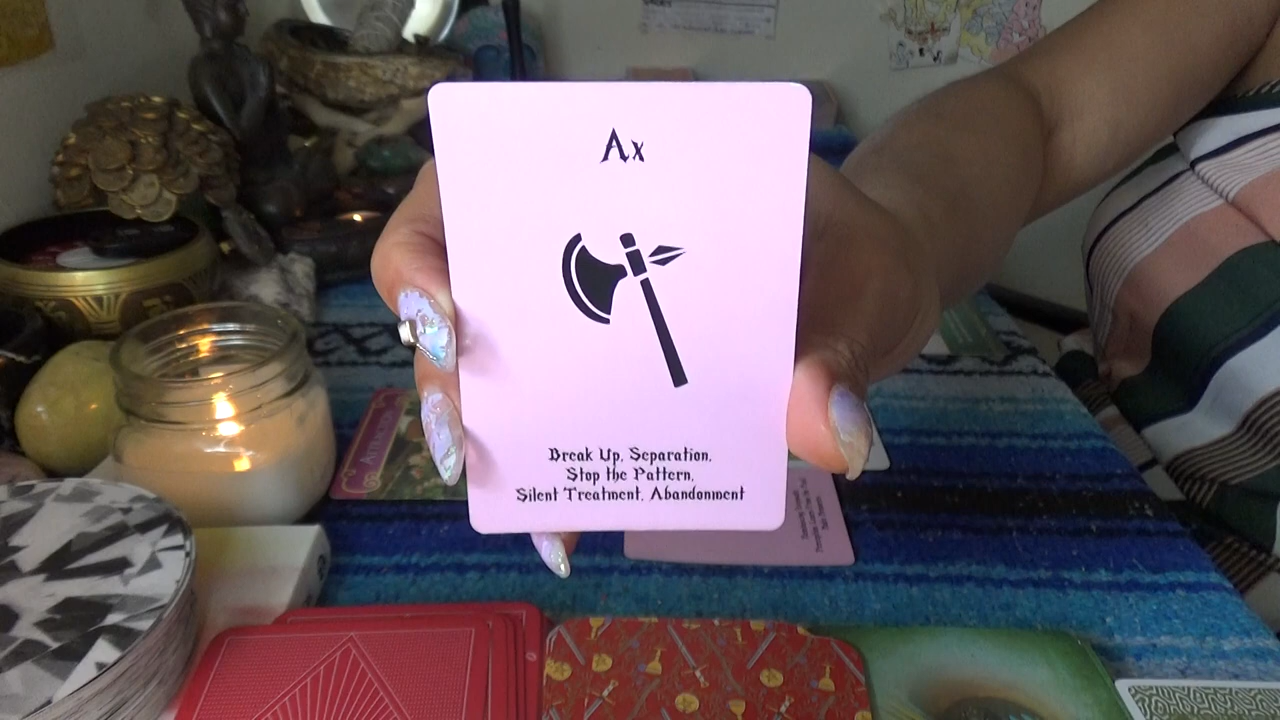 Ax
Break Up, Separation,
Stop the Pattern,
Silent Treatment, Abandonment